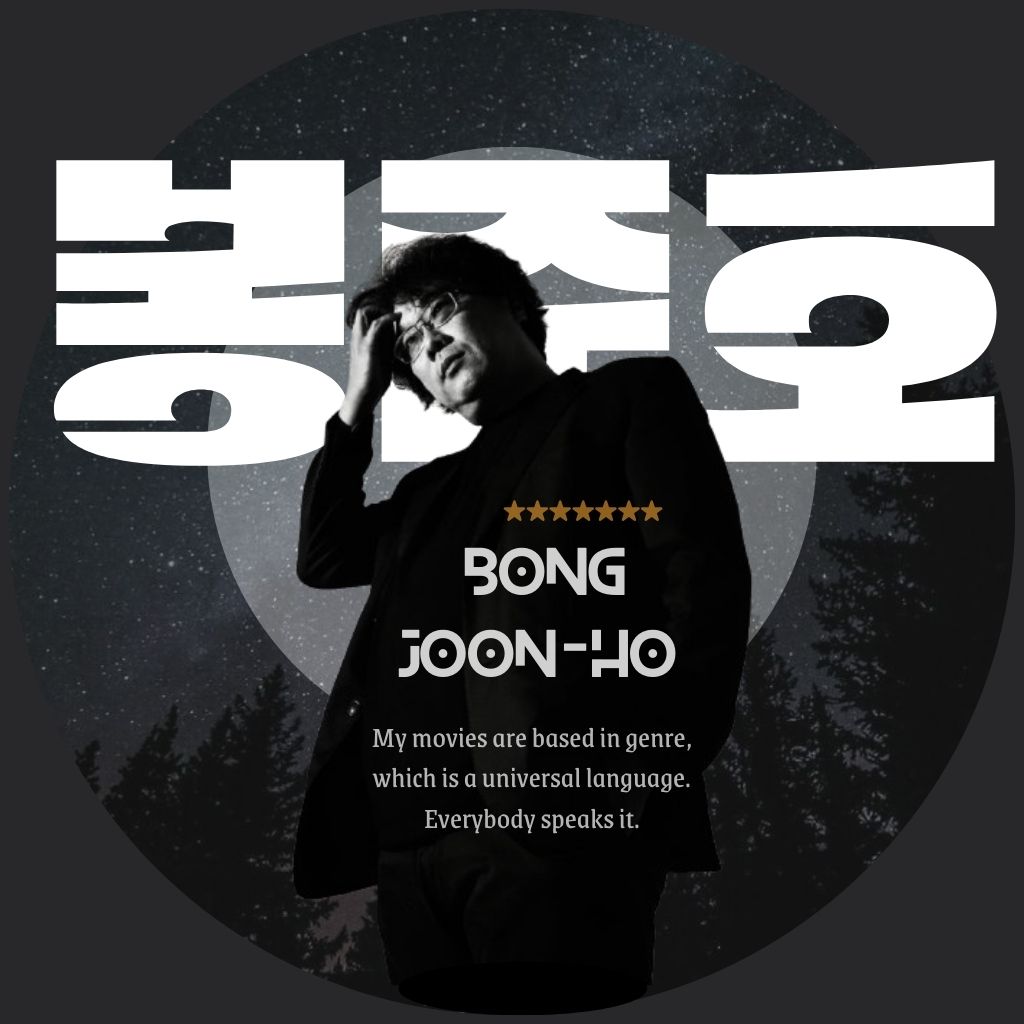 봉준호
BONG
JOON-HO
My movies are based in genre,
which is a universal language.
Everybody speaks it.